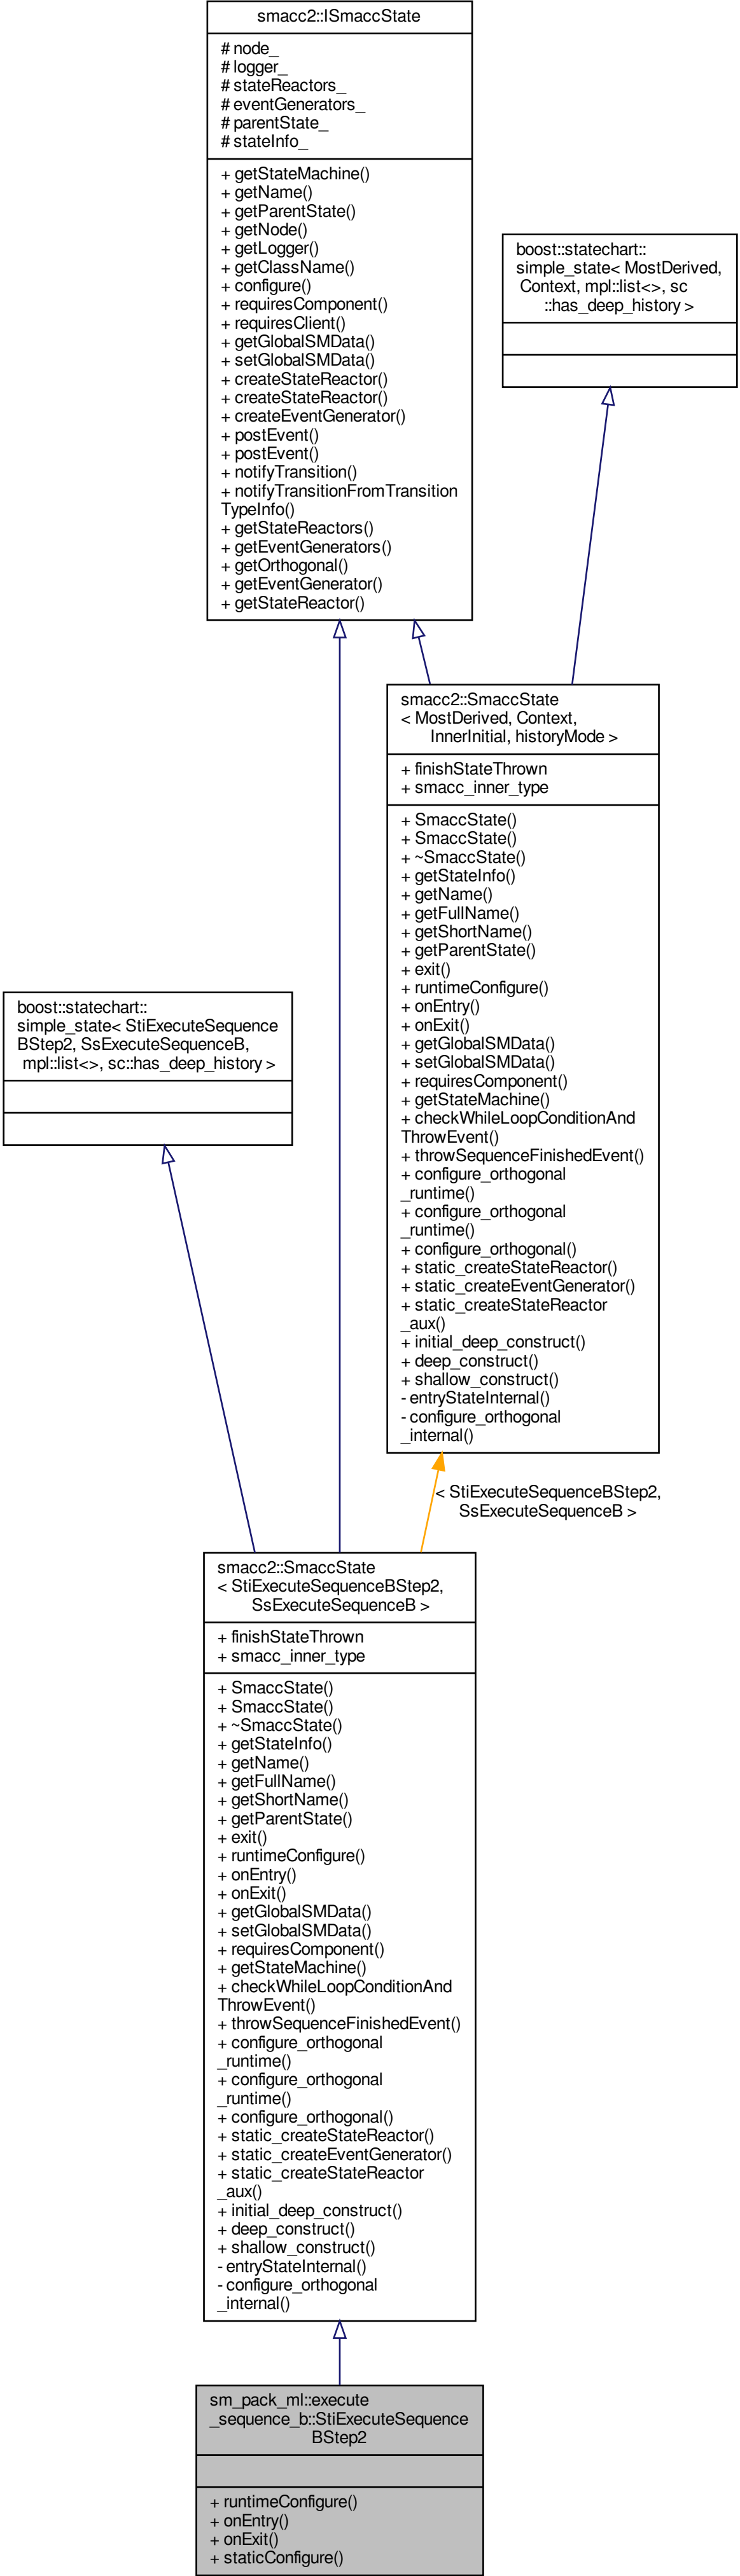 smacc2::ISmaccState
# node_
# logger_
# stateReactors_
# eventGenerators_
# parentState_
# stateInfo_
+ getStateMachine()
+ getName()
+ getParentState()
+ getNode()
+ getLogger()
+ getClassName()
+ configure()
+ requiresComponent()
+ requiresClient()
+ getGlobalSMData()
+ setGlobalSMData()
+ createStateReactor()
+ createStateReactor()
+ createEventGenerator()
+ postEvent()
+ postEvent()
+ notifyTransition()
+ notifyTransitionFromTransition
TypeInfo()
+ getStateReactors()
+ getEventGenerators()
+ getOrthogonal()
+ getEventGenerator()
+ getStateReactor()
boost::statechart::
simple_state< MostDerived,
Context, mpl::list<>, sc
::has_deep_history >
smacc2::SmaccState
< MostDerived, Context,
InnerInitial, historyMode >
+ finishStateThrown
+ smacc_inner_type
+ SmaccState()
+ SmaccState()
+ ~SmaccState()
+ getStateInfo()
+ getName()
+ getFullName()
+ getShortName()
+ getParentState()
+ exit()
+ runtimeConfigure()
+ onEntry()
+ onExit()
+ getGlobalSMData()
+ setGlobalSMData()
+ requiresComponent()
+ getStateMachine()
+ checkWhileLoopConditionAnd
ThrowEvent()
+ throwSequenceFinishedEvent()
+ configure_orthogonal
_runtime()
+ configure_orthogonal
_runtime()
+ configure_orthogonal()
+ static_createStateReactor()
+ static_createEventGenerator()
+ static_createStateReactor
_aux()
+ initial_deep_construct()
+ deep_construct()
+ shallow_construct()
- entryStateInternal()
- configure_orthogonal
_internal()
boost::statechart::
simple_state< StiExecuteSequence
BStep2, SsExecuteSequenceB,
mpl::list<>, sc::has_deep_history >
< StiExecuteSequenceBStep2,
SsExecuteSequenceB >
smacc2::SmaccState
< StiExecuteSequenceBStep2,
SsExecuteSequenceB >
+ finishStateThrown
+ smacc_inner_type
+ SmaccState()
+ SmaccState()
+ ~SmaccState()
+ getStateInfo()
+ getName()
+ getFullName()
+ getShortName()
+ getParentState()
+ exit()
+ runtimeConfigure()
+ onEntry()
+ onExit()
+ getGlobalSMData()
+ setGlobalSMData()
+ requiresComponent()
+ getStateMachine()
+ checkWhileLoopConditionAnd
ThrowEvent()
+ throwSequenceFinishedEvent()
+ configure_orthogonal
_runtime()
+ configure_orthogonal
_runtime()
+ configure_orthogonal()
+ static_createStateReactor()
+ static_createEventGenerator()
+ static_createStateReactor
_aux()
+ initial_deep_construct()
+ deep_construct()
+ shallow_construct()
- entryStateInternal()
- configure_orthogonal
_internal()
sm_pack_ml::execute
_sequence_b::StiExecuteSequence
BStep2
+ runtimeConfigure()
+ onEntry()
+ onExit()
+ staticConfigure()